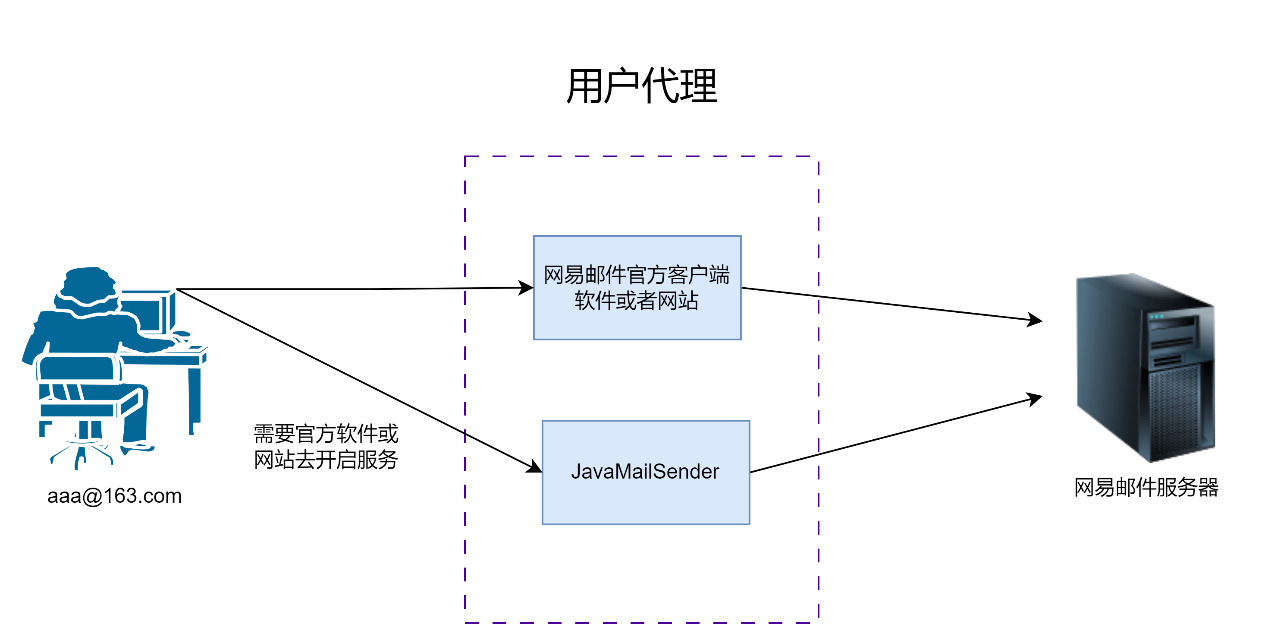 用户代理
网易邮件官方客户端
软件或者网站
需要官方软件或
网站去开启服务
JavaMailSender
aaa@163.com
网易邮件服务器